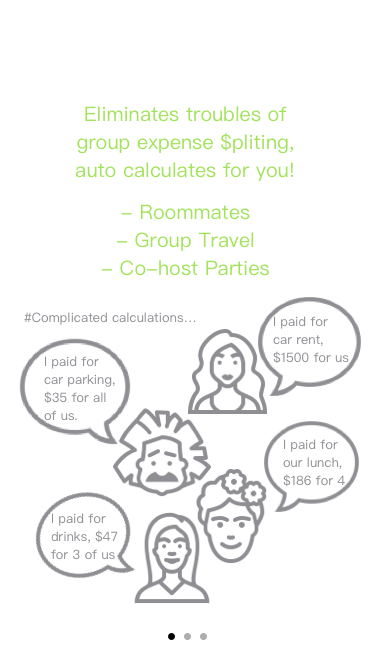 Eliminates troubles of
group expense $pliting,
auto calculates for you!
– Roommates
– Group Travel
– Co–host Parties
#Complicated calculations...
I paid for
car rent,
$1500 for us
I paid for
car parking,
$35 for all
of us.
I paid for
our lunch,
$186 for 4
I paid for
drinks, $47
for 3 of us